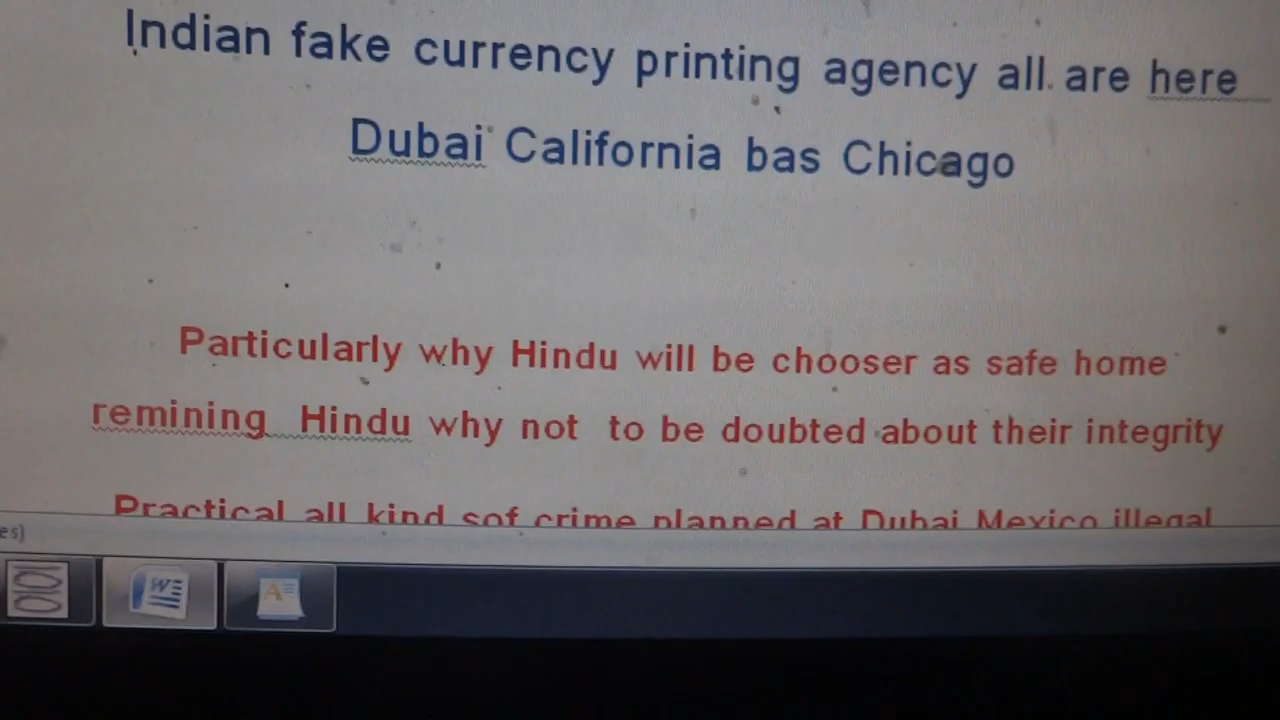 Indian fake currency printing agency all are here
Dubai California bas Chicago
Particularly why Hindu will be chooser as safe home
remining Hindu why not to be doubted about their integrity
Practical all kind sof crime planned at Dubai Mexico illegal
es)